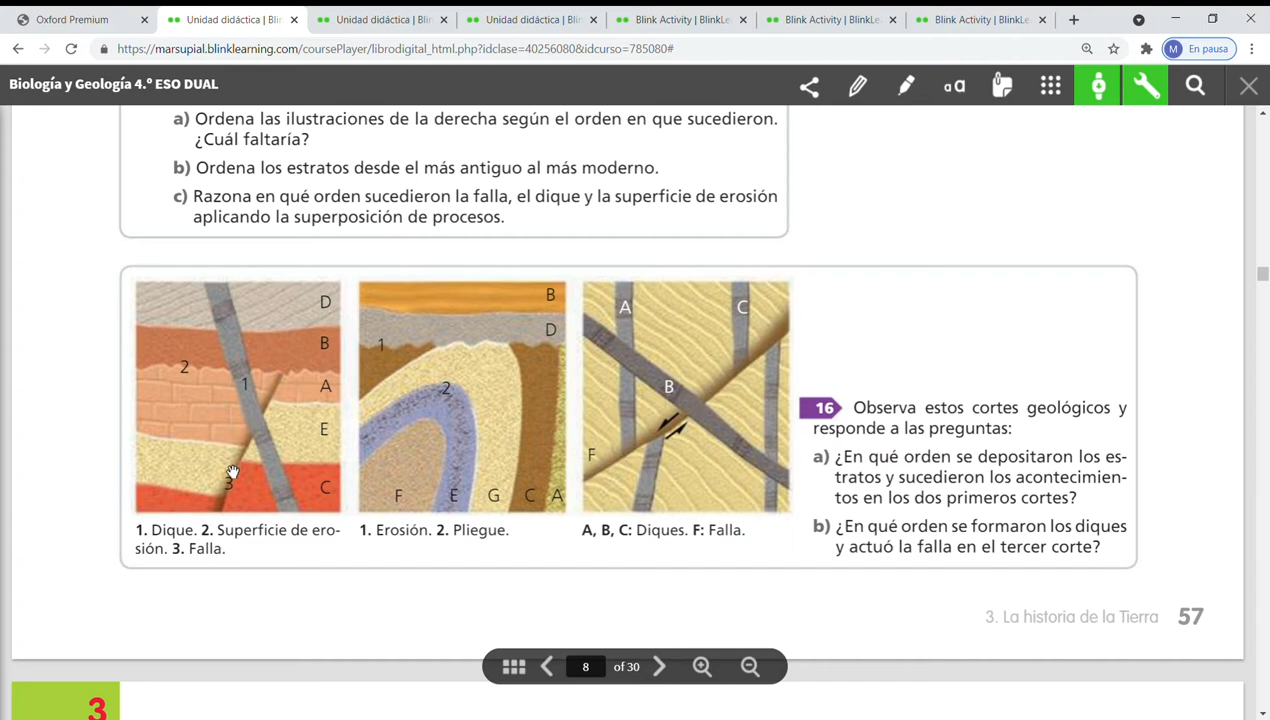 Oxford Premium
Unidad didáctica | Blin
Unidad didáctica | Blin
Unidad didáctica | Blin
Blink Activity | BlinkLea
Blink Activity | BlinkLea
Blink Activity | BlinkLea
https://marsupial.blinklearning.com/coursePlayer/librodigital_html.php?idclase=40256080&idcurso=785080#
M En pausa
Biología y Geología 4.º ESO DUAL
a) Ordena las ilustraciones de la derecha según el orden en que sucedieron.
¿Cuál faltaría?
b) Ordena los estratos desde el más antiguo al más moderno.
c) Razona en qué orden sucedieron la falla, el dique y la superficie de erosión
aplicando la superposición de procesos.
D
B
2
1
A
E
3
C
1. Dique. 2. Superficie de ero-
sión. 3. Falla.
B
D
1
2
F E G C A
1. Erosión. 2. Pliegue.
A
C
B
F
A, B, C: Diques. F: Falla.
16 Observa estos cortes geológicos y
responde a las preguntas:
a) ¿En qué orden se depositaron los es-
tratos y sucedieron los acontecimien-
tos en los dos primeros cortes?
b) ¿En qué orden se formaron los diques
y actuó la falla en el tercer corte?
3. La historia de la Tierra 57
8 of 30
3